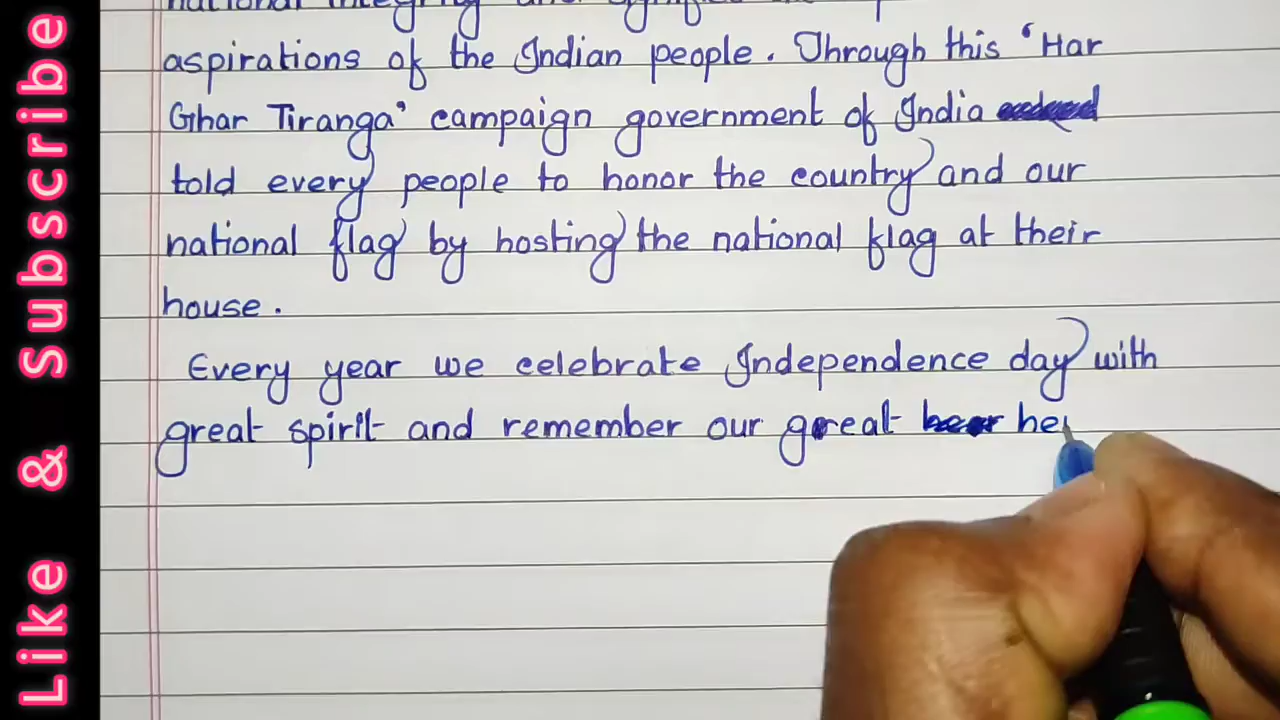 aspirations of the Indian people. Through this 'Har
Ghar Tiranga' campaign government of India
told every people to honor the country and our
national flag by hosting the national flag at their
house.
Every year we celebrate Independence day with
great spirit and remember our great he
Like & Subscribe